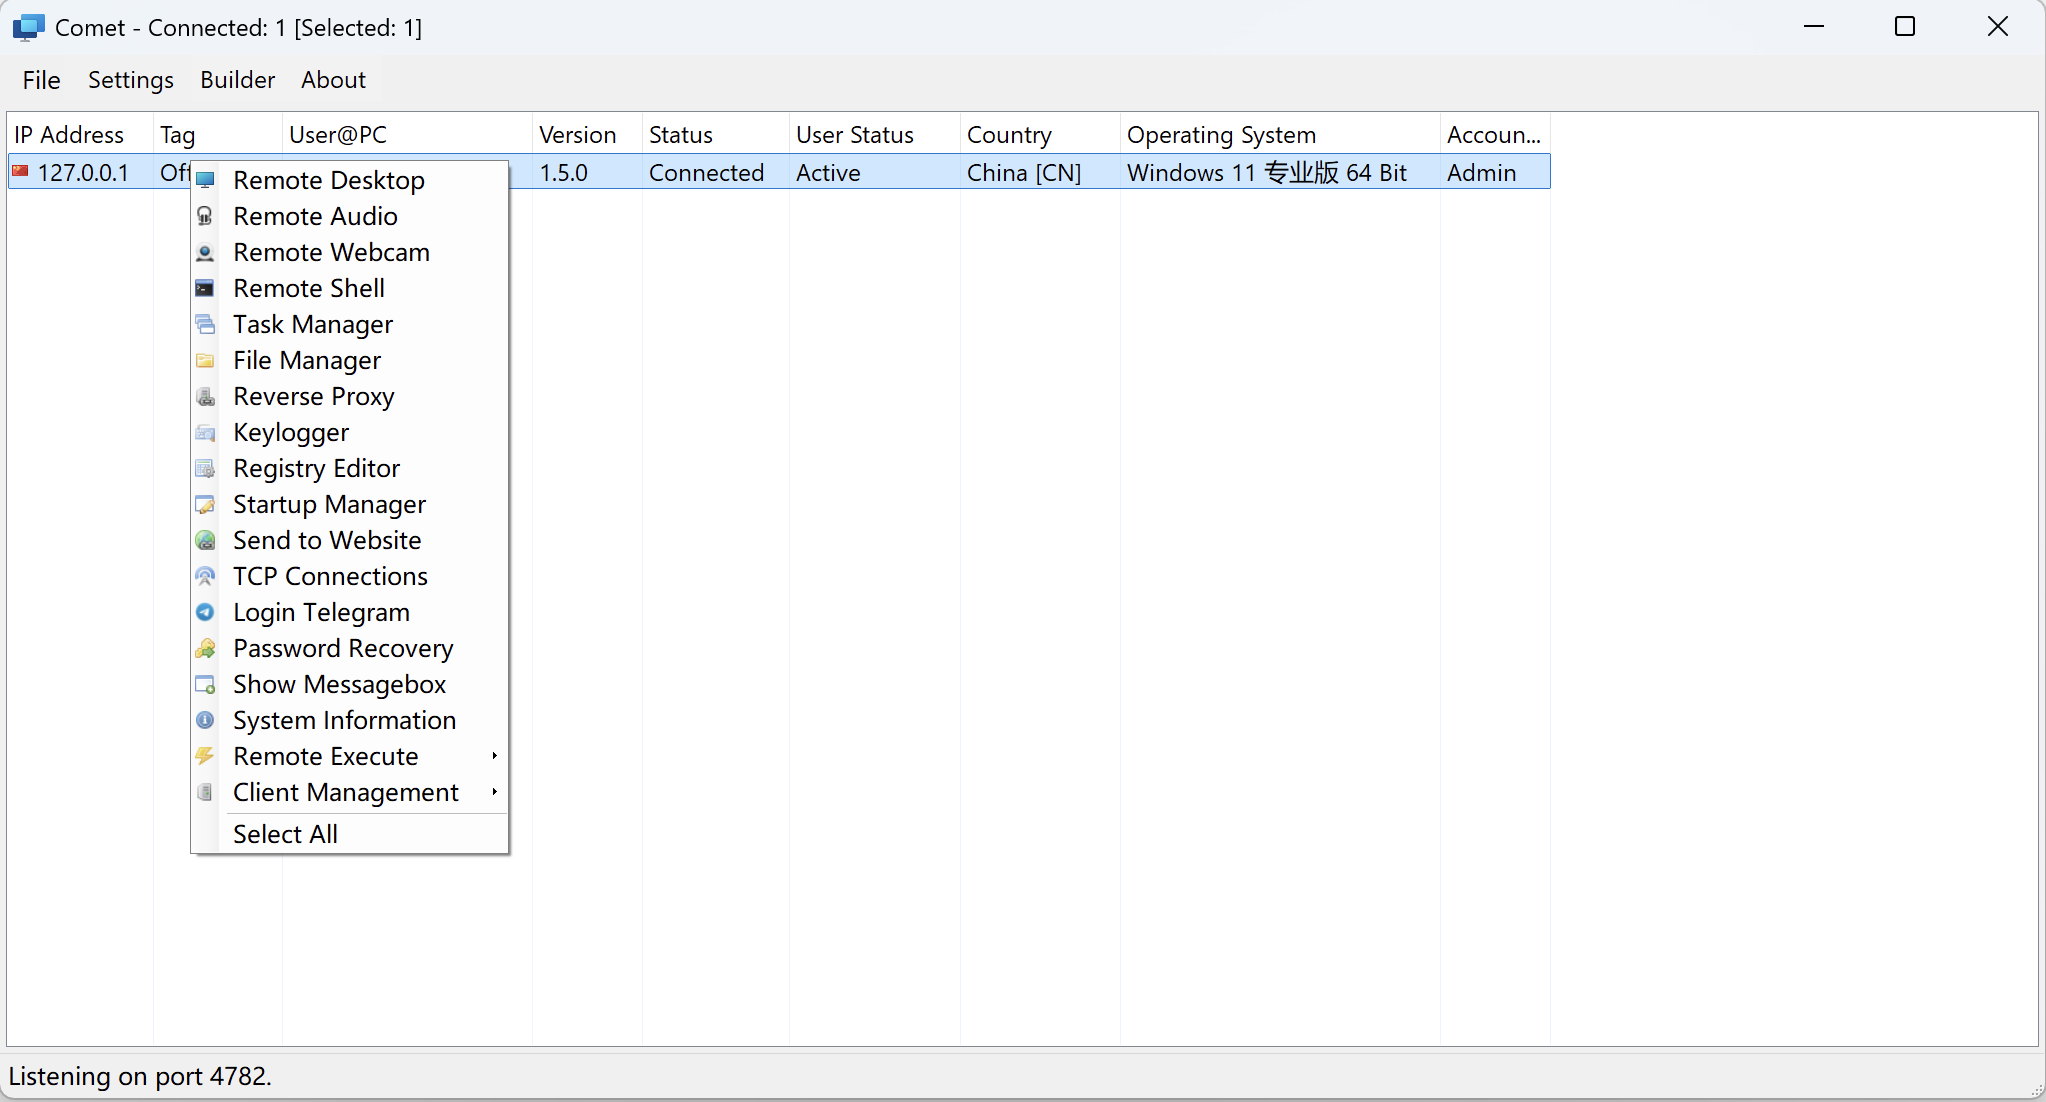 Comet - Connected: 1 [Selected: 1]
File Settings Builder About
IP Address Tag User@PC Version Status User Status Country Operating System Accoun...
127.0.0.1 1.5.0 Connected Active China [CN] Windows 11 专业版 64 Bit Admin
Remote Desktop
Remote Audio
Remote Webcam
Remote Shell
Task Manager
File Manager
Reverse Proxy
Keylogger
Registry Editor
Startup Manager
Send to Website
TCP Connections
Login Telegram
Password Recovery
Show Messagebox
System Information
Remote Execute
Client Management
Select All
Listening on port 4782.